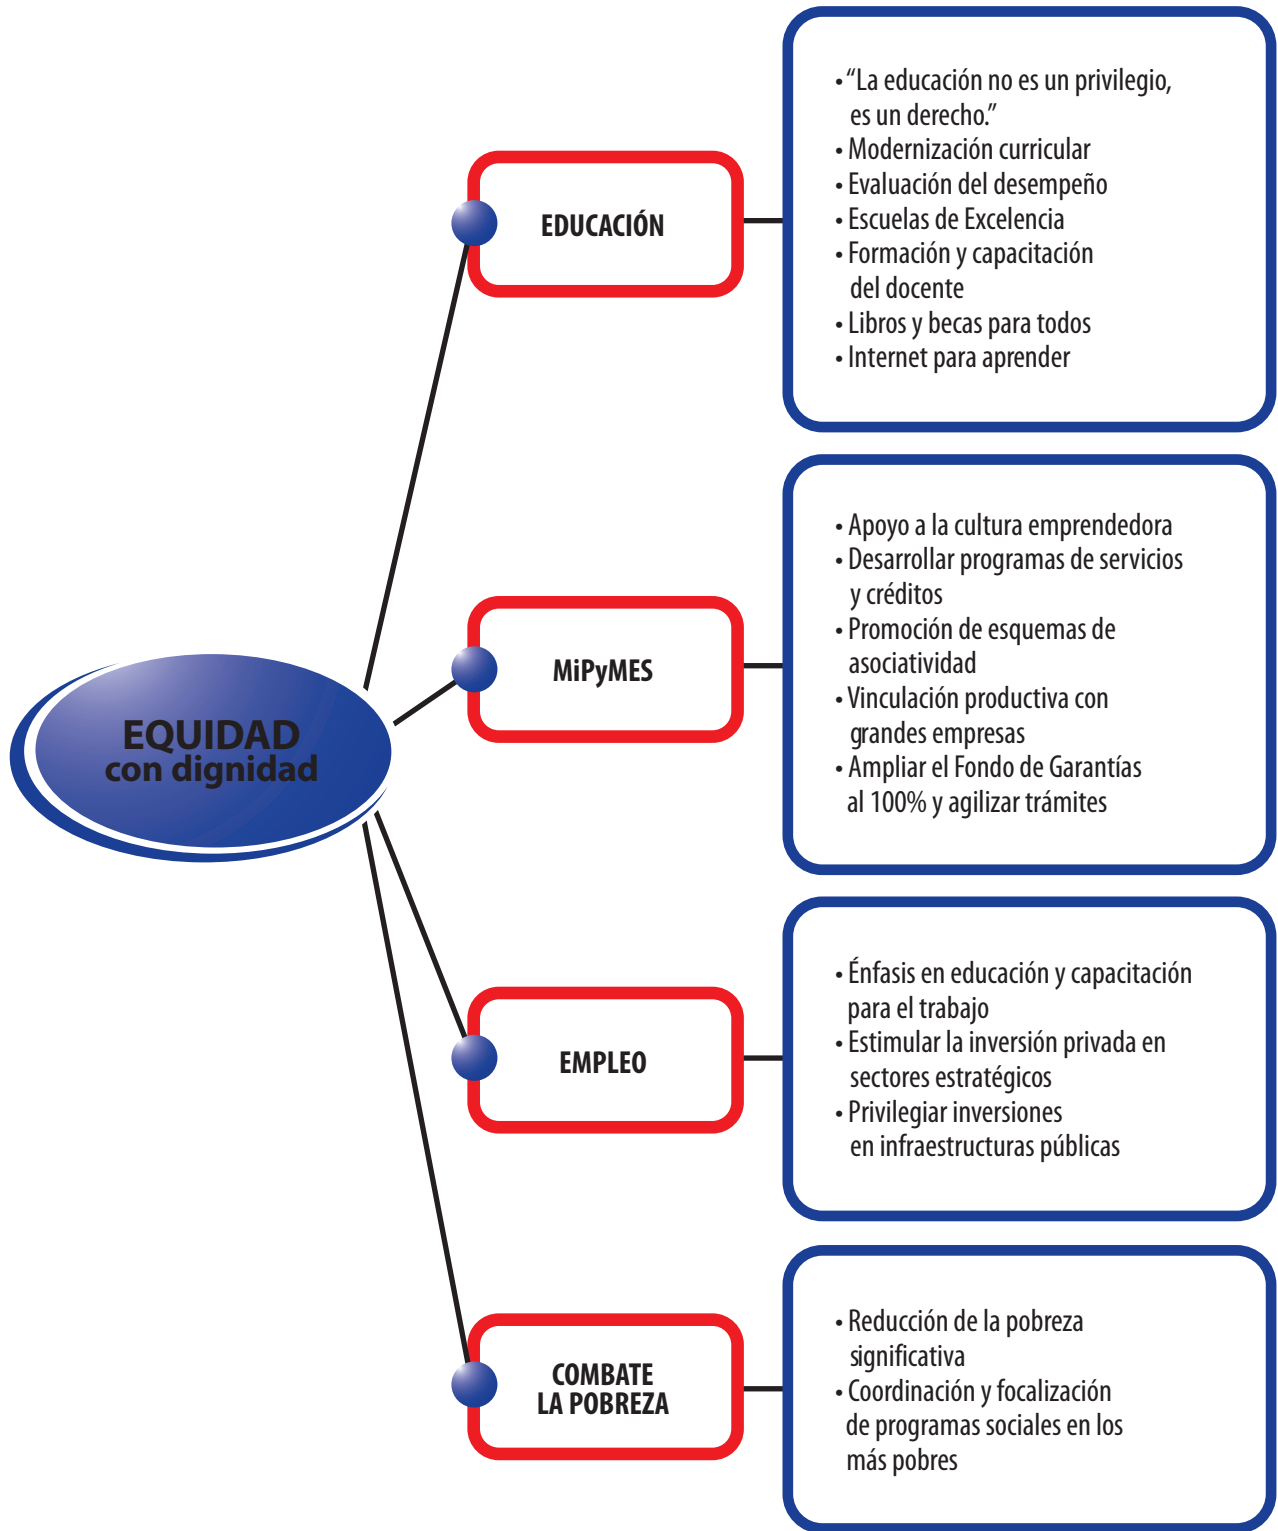 EQUIDAD
con dignidad
EDUCACIÓN
• “La educación no es un privilegio,
es un derecho.”
• Modernización curricular
• Evaluación del desempeño
• Escuelas de Excelencia
• Formación y capacitación
del docente
• Libros y becas para todos
• Internet para aprender
MiPyMES
• Apoyo a la cultura emprendedora
• Desarrollar programas de servicios
y créditos
• Promoción de esquemas de
asociatividad
• Vinculación productiva con
grandes empresas
• Ampliar el Fondo de Garantías
al 100% y agilizar trámites
EMPLEO
• Énfasis en educación y capacitación
para el trabajo
• Estimular la inversión privada en
sectores estratégicos
• Privilegiar inversiones
en infraestructuras públicas
COMBATE
LA POBREZA
• Reducción de la pobreza
significativa
• Coordinación y focalización
de programas sociales en los
más pobres